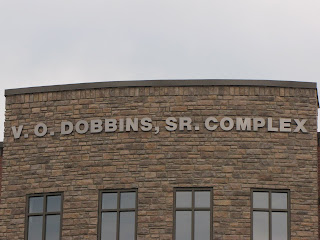 V. O. DOBBINS, SR. COMPLEX